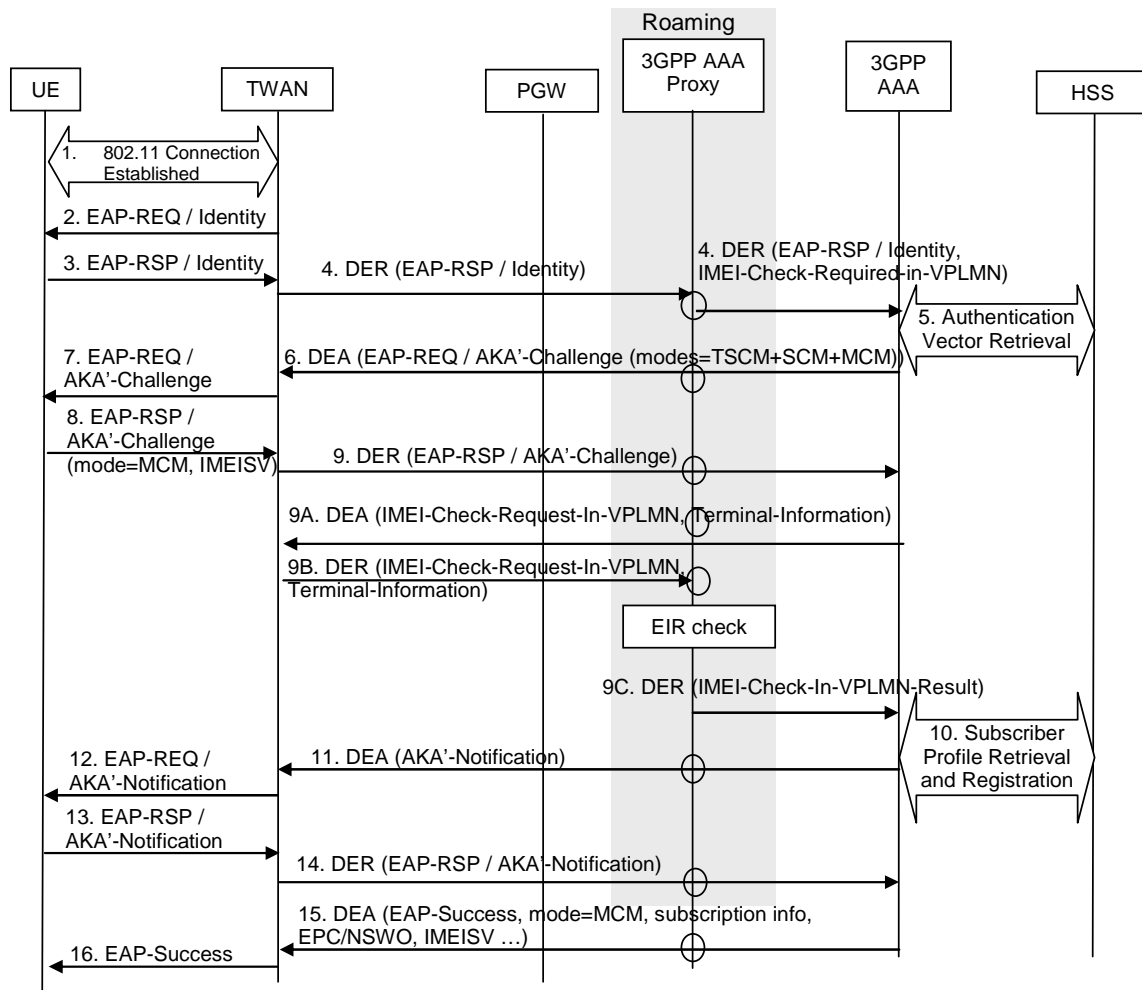 Roaming
UE
TWAN
PGW
3GPP AAA
Proxy
3GPP
AAA
HSS
1. 802.11 Connection
Established
2. EAP-REQ / Identity
3. EAP-RSP / Identity
4. DER (EAP-RSP / Identity)
4. DER (EAP-RSP / Identity,
IMEI-Check-Required-in-VPLMN)
5. Authentication
Vector Retrieval
6. DEA (EAP-REQ / AKA'-Challenge (modes=TSCM+SCM+MCM))
7. EAP-REQ /
AKA'-Challenge
8. EAP-RSP /
AKA'-Challenge
(mode=MCM, IMEISV)
9. DER (EAP-RSP / AKA'-Challenge)
9A. DEA (IMEI-Check-Request-In-VPLMN, Terminal-Information)
9B. DER (IMEI-Check-Request-In-VPLMN,
Terminal-Information)
EIR check
9C. DER (IMEI-Check-In-VPLMN-Result)
10. Subscriber
Profile Retrieval
and Registration
11. DEA (AKA'-Notification)
12. EAP-REQ /
AKA'-Notification
13. EAP-RSP /
AKA'-Notification
14. DER (EAP-RSP / AKA'-Notification)
15. DEA (EAP-Success, mode=MCM, subscription info,
EPC/NSWO, IMEISV ...)
16. EAP-Success